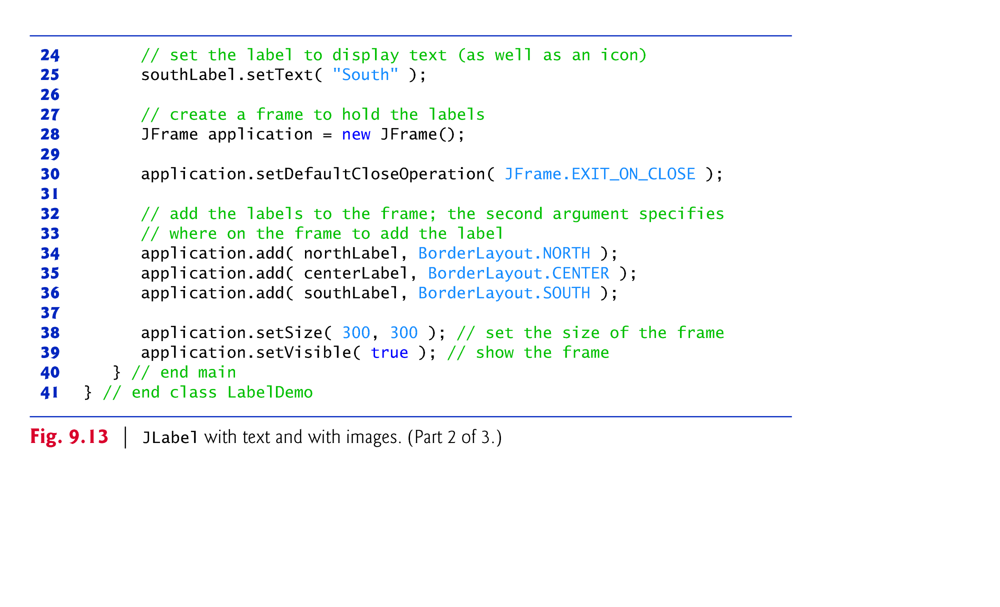 24 // set the label to display text (as well as an icon)
25 southLabel.setText( "South" );
26
27 // create a frame to hold the labels
28 JFrame application = new JFrame();
29
30 application.setDefaultCloseOperation( JFrame.EXIT_ON_CLOSE );
31
32 // add the labels to the frame; the second argument specifies
33 // where on the frame to add the label
34 application.add( northLabel, BorderLayout.NORTH );
35 application.add( centerLabel, BorderLayout.CENTER );
36 application.add( southLabel, BorderLayout.SOUTH );
37
38 application.setSize( 300, 300 ); // set the size of the frame
39 application.setVisible( true ); // show the frame
40 } // end main
41 } // end class LabelDemo
Fig. 9.13 | JLabel with text and with images. (Part 2 of 3.)